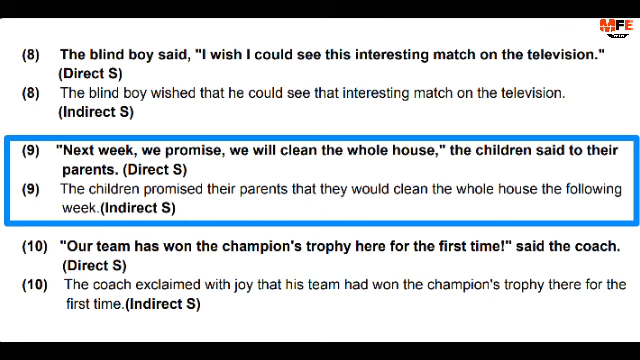 MFE
(8) The blind boy said, "I wish I could see this interesting match on the television."
(Direct S)
(8) The blind boy wished that he could see that interesting match on the television.
(Indirect S)
(9) "Next week, we promise, we will clean the whole house," the children said to their
parents. (Direct S)
(9) The children promised their parents that they would clean the whole house the following
week.(Indirect S)
(10) "Our team has won the champion's trophy here for the first time!" said the coach.
(Direct S)
(10) The coach exclaimed with joy that his team had won the champion's trophy there for the
first time.(Indirect S)